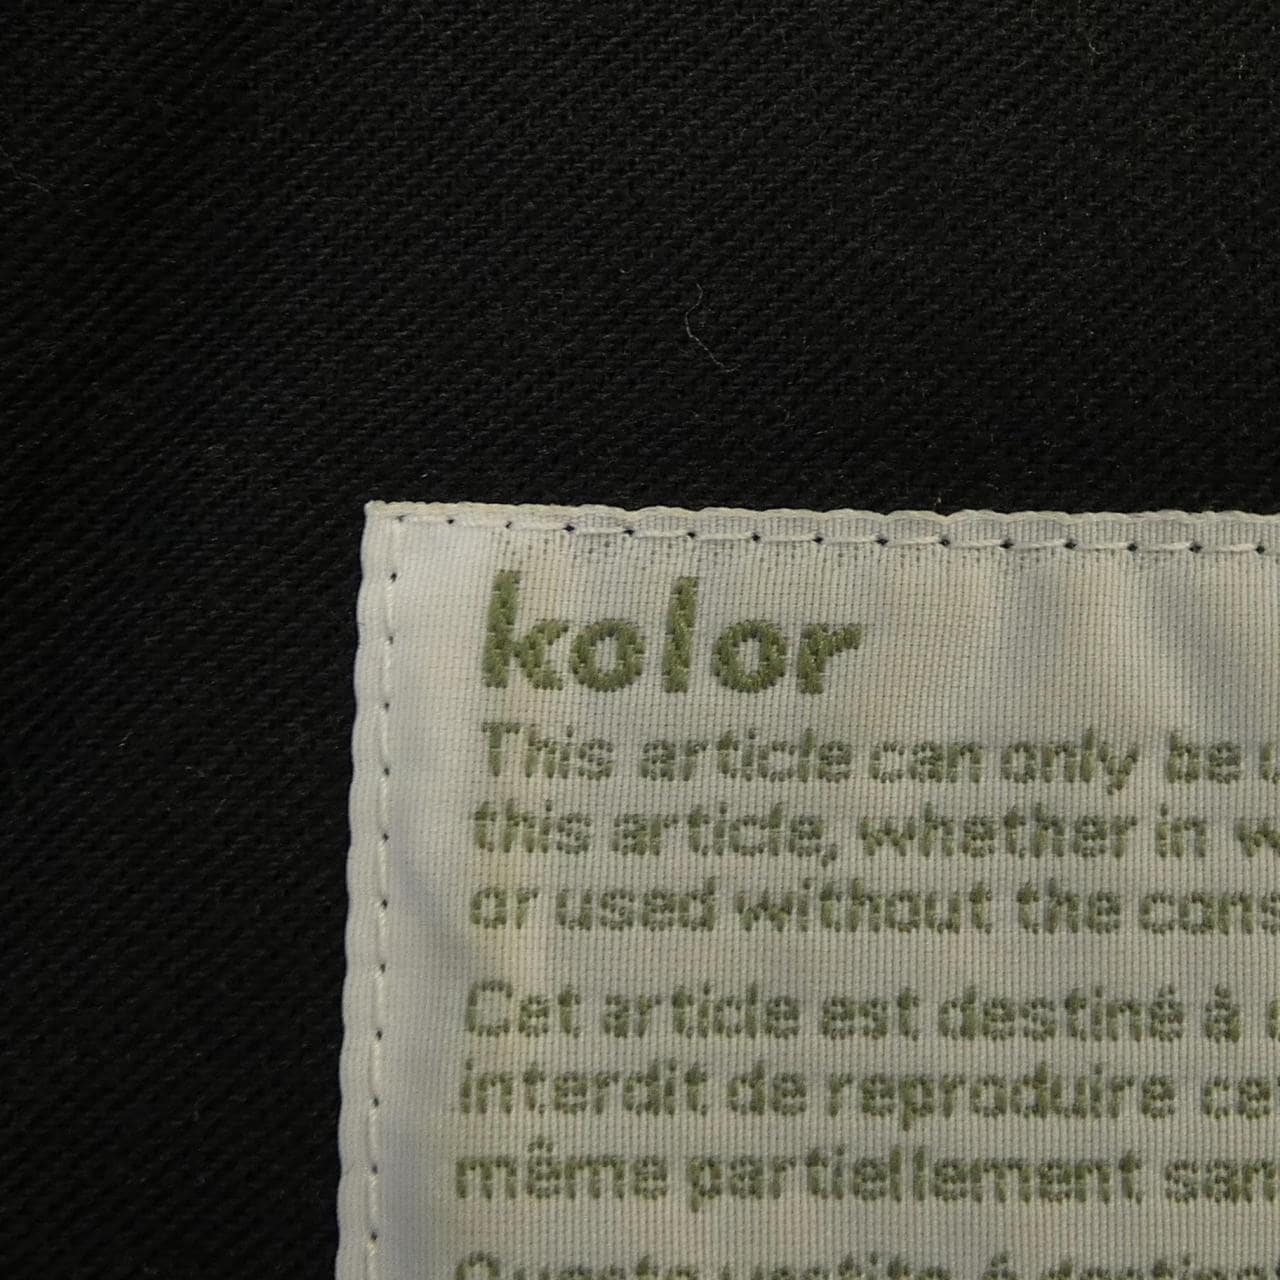 kolor
This article can only be
this article, whether in
or used without the cons
Cet article est destiné à
interdit de reproduire ce
même partiellement san